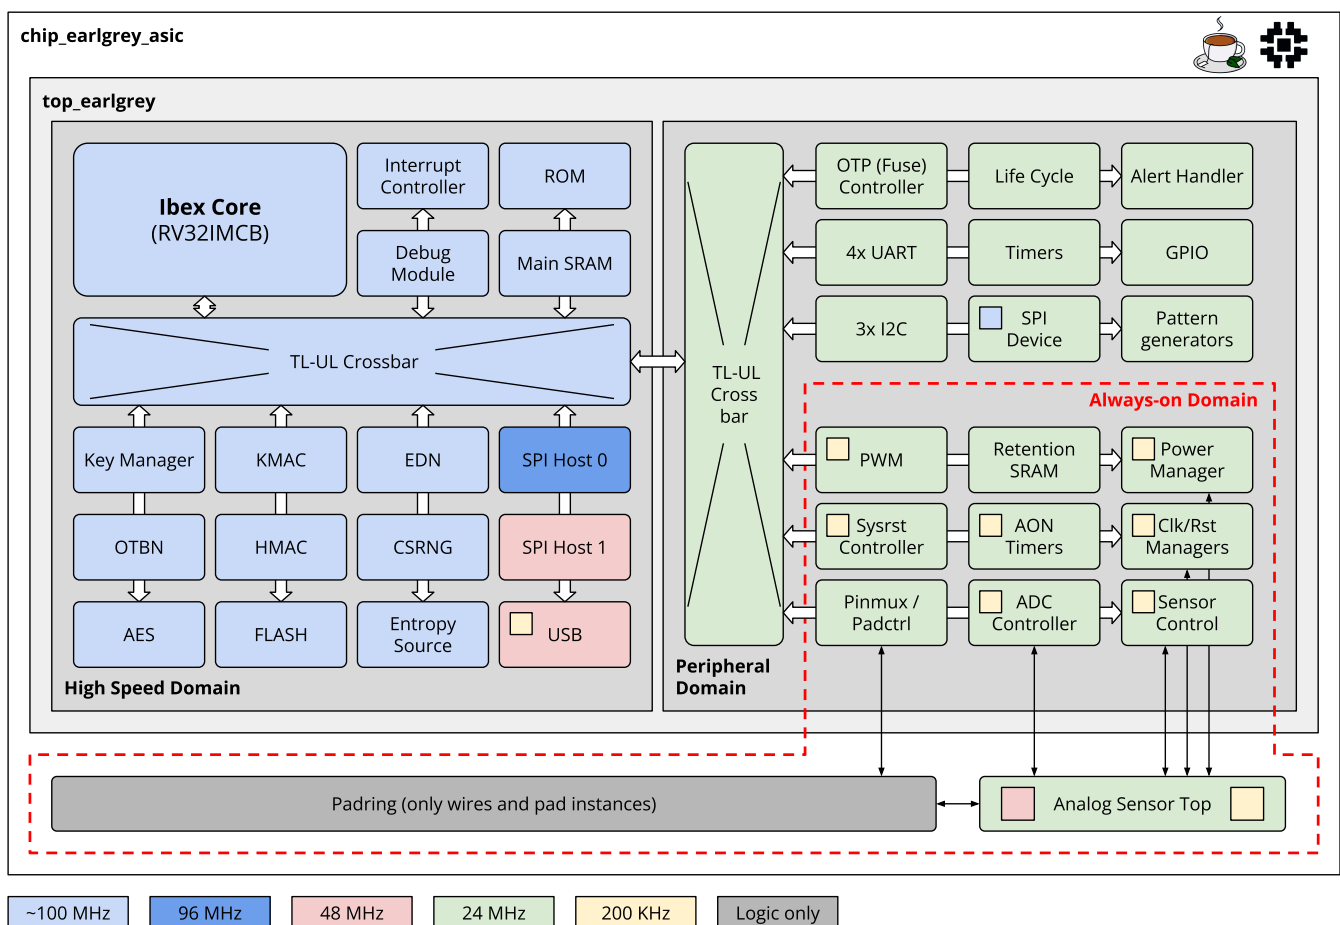 chip_earlgrey_asic
top_earlgrey
Ibex Core
(RV32IMCB)
Interrupt
Controller
ROM
Debug
Module
Main SRAM
TL-UL Crossbar
Key Manager
KMAC
EDN
SPI Host 0
OTBN
HMAC
CSRNG
SPI Host 1
AES
FLASH
Entropy
Source
USB
High Speed Domain
TL-UL
Cross
bar
OTP (Fuse)
Controller
Life Cycle
Alert Handler
4x UART
Timers
GPIO
3x I2C
SPI
Device
Pattern
generators
Always-on Domain
PWM
Retention
SRAM
Power
Manager
Sysrst
Controller
AON
Timers
Clk/Rst
Managers
Pinmux /
Padctrl
ADC
Controller
Sensor
Control
Peripheral
Domain
Padring (only wires and pad instances)
Analog Sensor Top
~100 MHz
96 MHz
48 MHz
24 MHz
200 KHz
Logic only